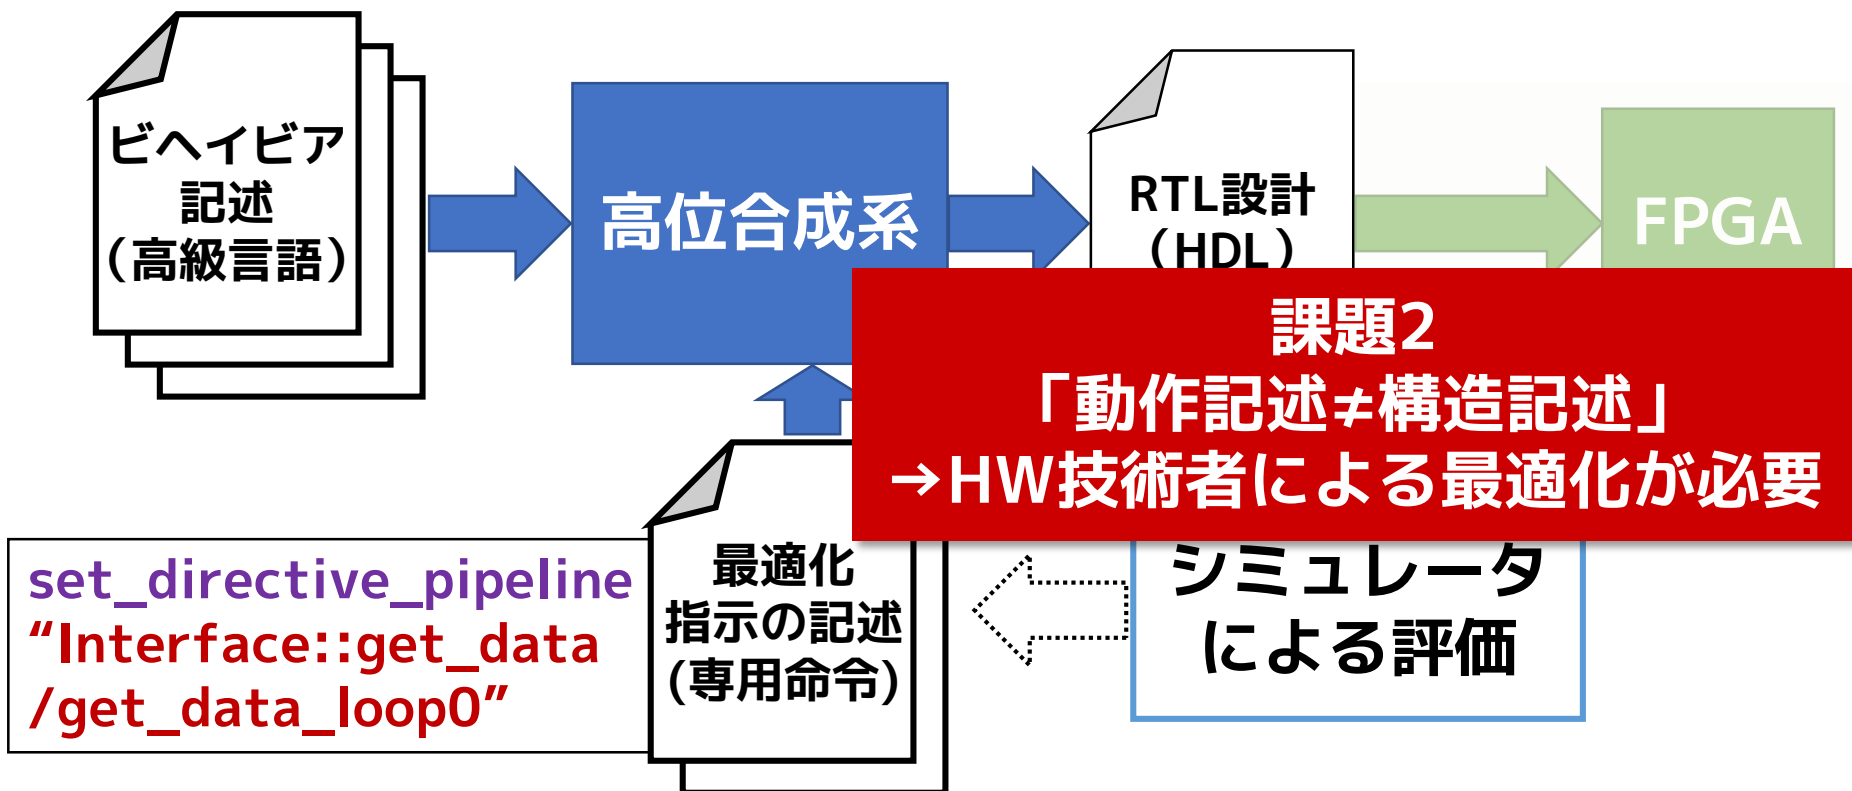 ビヘイビア
記述
(高級言語)
高位合成系
RTL設計
(HDL)
FPGA
課題2
「動作記述≠構造記述」
→HW技術者による最適化が必要
set_directive_pipeline
“Interface::get_data
/get_data_loop0”
最適化
指示の記述
(専用命令)
シミュレータ
による評価